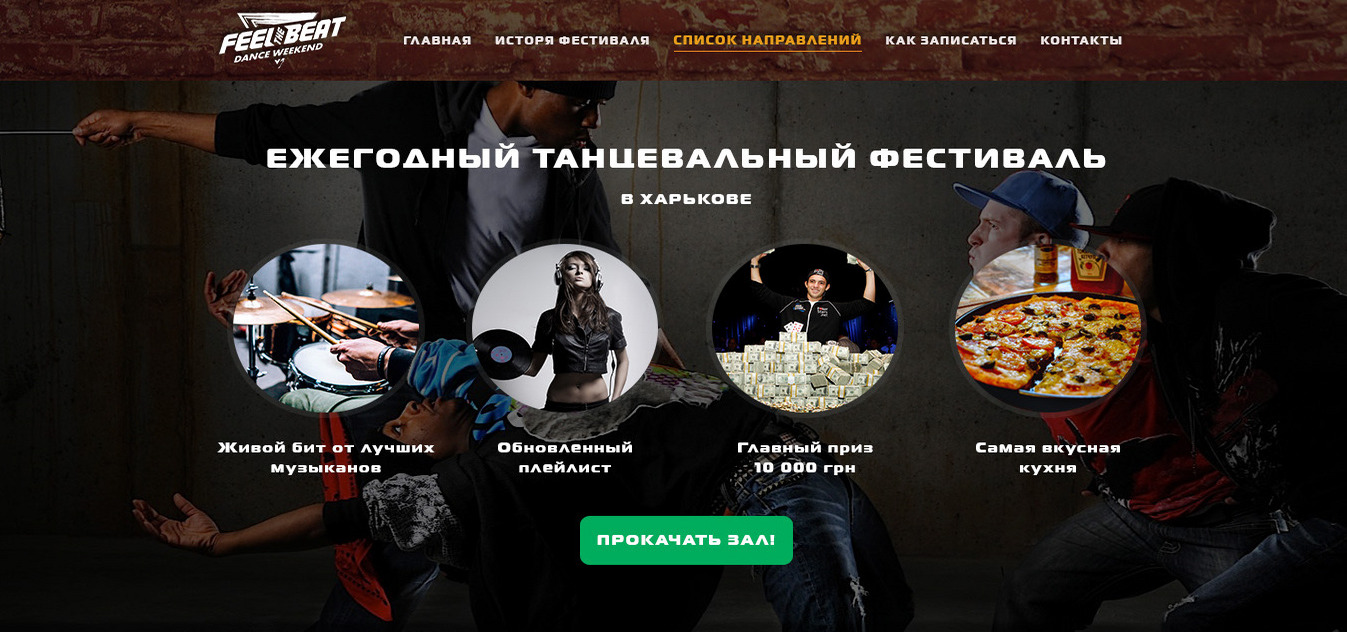 FEEL THE BEAT
DANCE WEEKEND
ГЛАВНАЯ
ИСТОРЯ ФЕСТИВАЛЯ
СПИСОК НАПРАВЛЕНИЙ
КАК ЗАПИСАТЬСЯ
КОНТАКТЫ
ЕЖЕГОДНЫЙ ТАНЦЕВАЛЬНЫЙ ФЕСТИВАЛЬ
В ХАРЬКОВЕ
Живой бит от лучших
музыканов
Обновленный
плейлист
Главный приз
10 000 грн
Самая вкусная
кухня
ПРОКАЧАТЬ ЗАЛ!